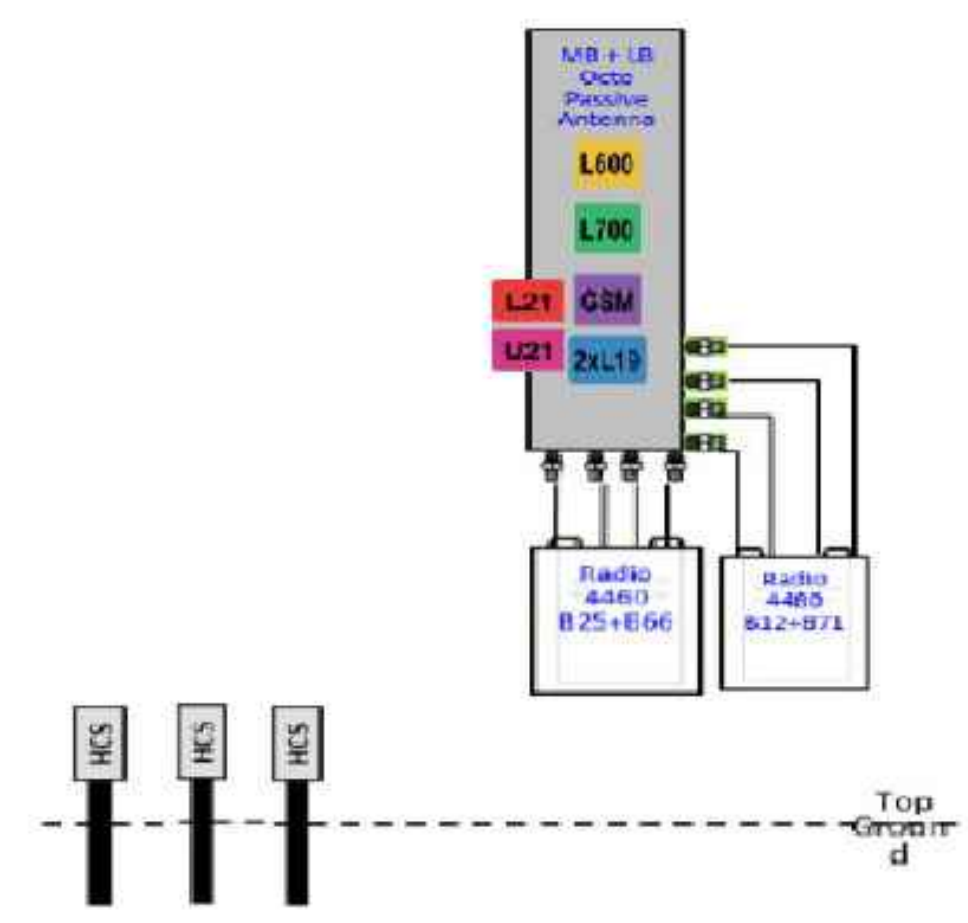 MB + LB
Octo
Passive
Antenna
L600
L700
L21
GSM
U21
2xL19
Radio
4460
B25+B66
Radio
B12+B71
HCS
HCS
HCS
Top
Groun
d